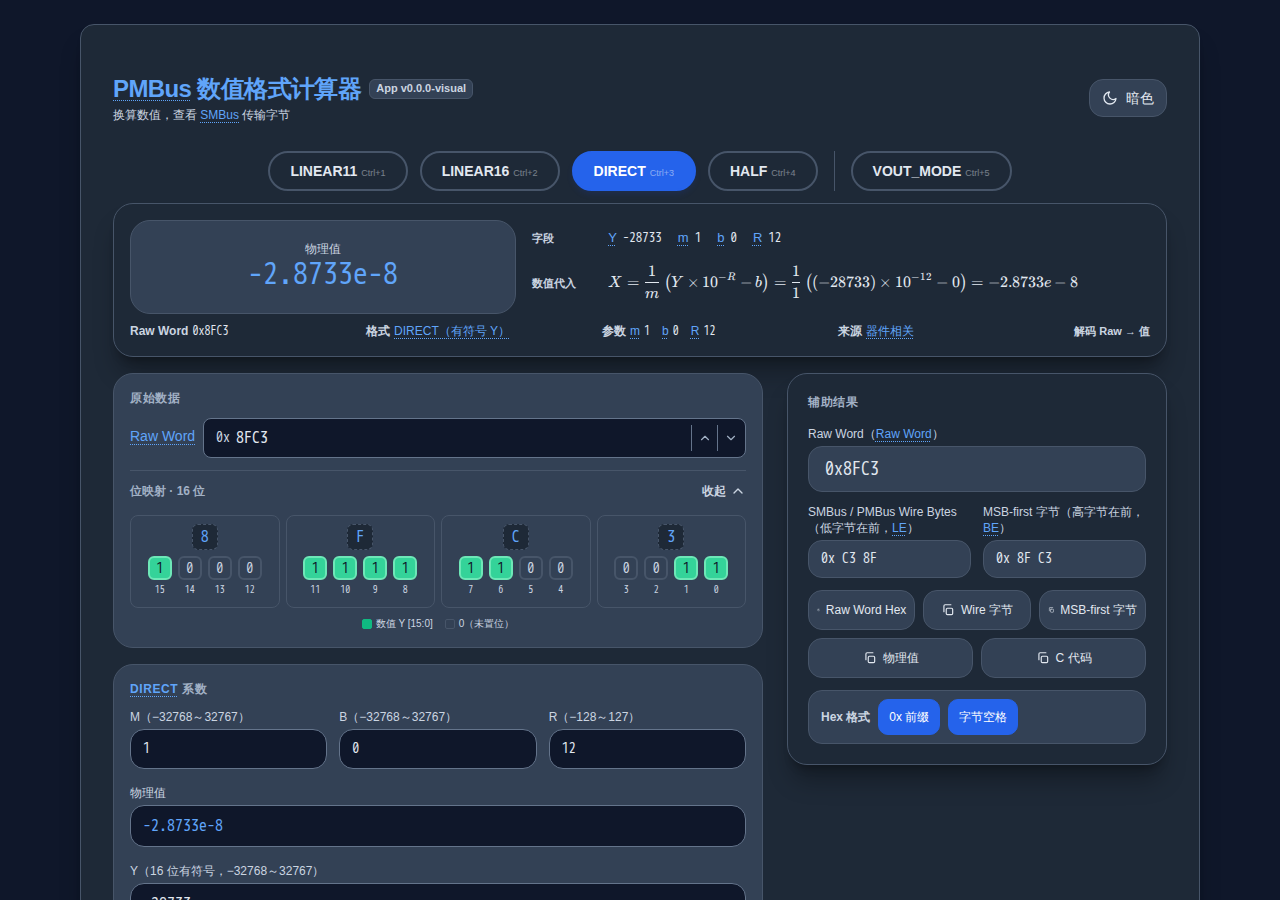 PMBus 数值格式计算器 App v0.0.0-visual
换算数值，查看 SMBus 传输字节
暗色
LINEAR11 Ctrl+1 LINEAR16 Ctrl+2 DIRECT Ctrl+3 HALF Ctrl+4 VOUT_MODE Ctrl+5
物理值
-2.8733e-8
字段 Y -28733 m 1 b 0 R 12
数值代入 X = 1/m (Y × 10^{−R} − b) = 1/1 ((−28733) × 10^{−12} − 0) = −2.8733e − 8
Raw Word 0x8FC3 格式 DIRECT（有符号 Y） 参数 m 1 b 0 R 12 来源 器件相关 解码 Raw → 值
原始数据
Raw Word 0x 8FC3
位映射 · 16 位 收起
8 F C 3
1 0 0 0 1 1 1 1 1 1 0 0 0 0 1 1
15 14 13 12 11 10 9 8 7 6 5 4 3 2 1 0
数值 Y [15:0] 0（未置位）
DIRECT 系数
M（−32768～32767） B（−32768～32767） R（−128～127）
1 0 12
物理值
-2.8733e-8
Y（16 位有符号，−32768～32767）
-28733
辅助结果
Raw Word（Raw Word）
0x8FC3
SMBus / PMBus Wire Bytes（低字节在前，LE）
0x C3 8F
MSB-first 字节（高字节在前，BE）
0x 8F C3
Raw Word Hex Wire 字节 MSB-first 字节
物理值 C 代码
Hex 格式 0x 前缀 字节空格